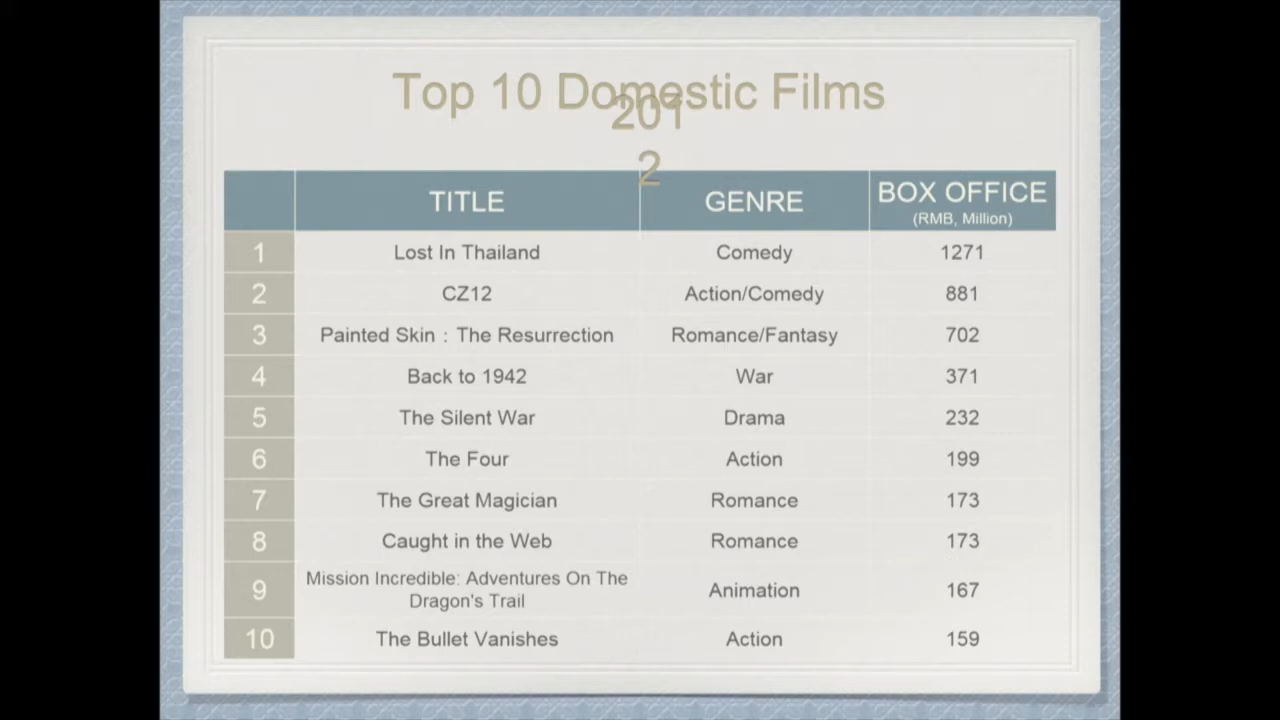 Top 10 Domestic Films
201
2
TITLE GENRE BOX OFFICE
(RMB, Million)
1 Lost In Thailand Comedy 1271
2 CZ12 Action/Comedy 881
3 Painted Skin：The Resurrection Romance/Fantasy 702
4 Back to 1942 War 371
5 The Silent War Drama 232
6 The Four Action 199
7 The Great Magician Romance 173
8 Caught in the Web Romance 173
9 Mission Incredible: Adventures On The
Dragon's Trail Animation 167
10 The Bullet Vanishes Action 159